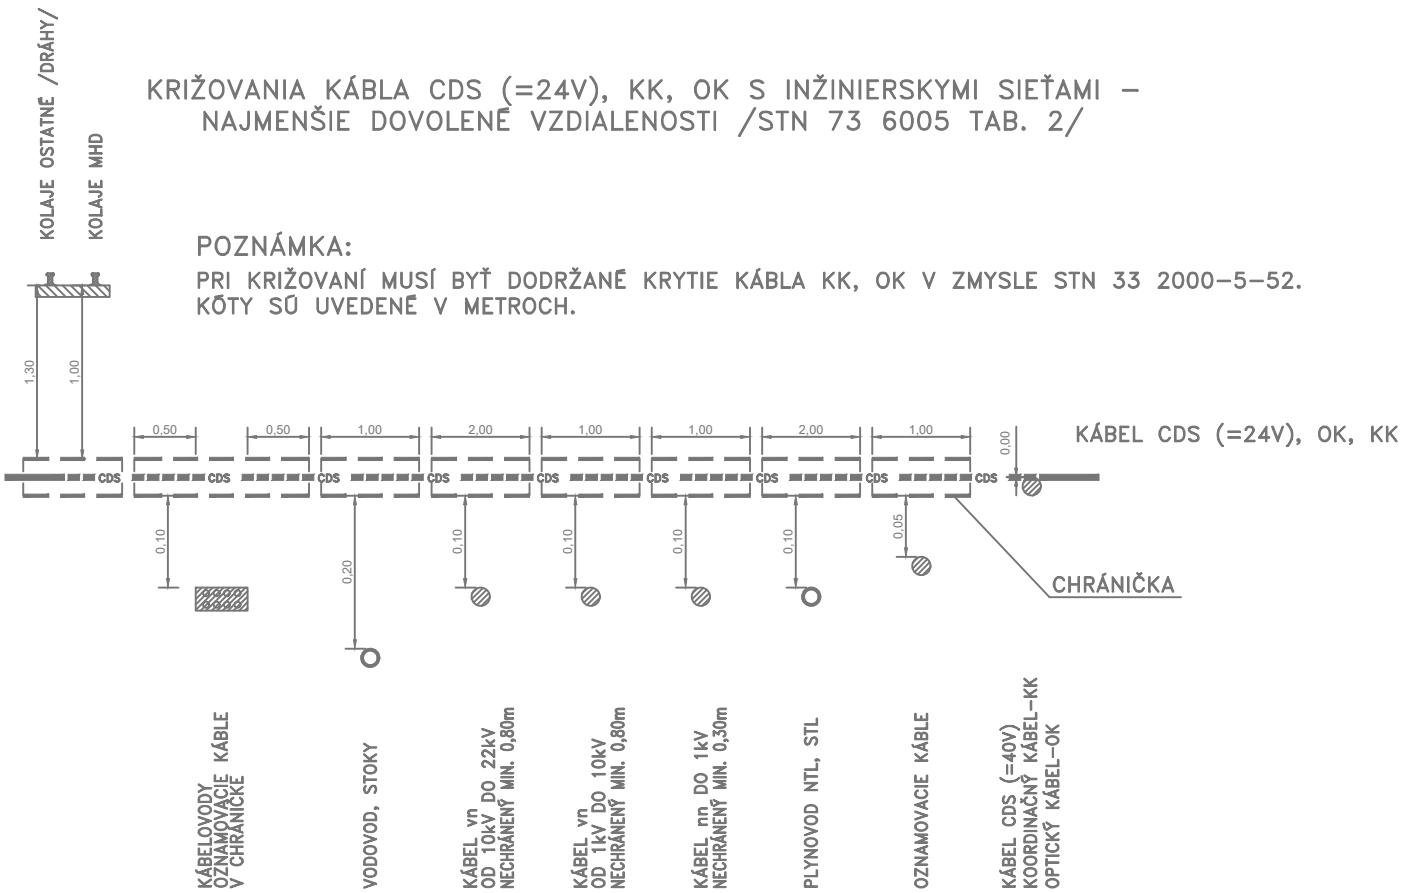 KRIŽOVANIA KÁBLA CDS (=24V), KK, OK S INŽINIERSKYMI SIEŤAMI –
NAJMENŠIE DOVOLENÉ VZDIALENOSTI /STN 73 6005 TAB. 2/
KOLAJE OSTATNÉ /DRÁHY/
KOLAJE MHD
POZNÁMKA:
PRI KRIŽOVANÍ MUSÍ BYŤ DODRŽANÉ KRYTIE KÁBLA KK, OK V ZMYSLE STN 33 2000-5-52.
KÓTY SÚ UVEDENÉ V METROCH.
1,30
1,00
0,50
0,50
1,00
2,00
1,00
1,00
2,00
1,00
0,00
KÁBEL CDS (=24V), OK, KK
CDS
CDS
CDS
CDS
CDS
CDS
CDS
CDS
CDS
0,10
0,20
0,10
0,10
0,10
0,10
0,05
CHRÁNIČKA
KÁBELOVODY
OZNAMOVACIE KÁBLE
V CHRÁNIČKE
VODOVOD, STOKY
KÁBEL vn
OD 10kV DO 22kV
NECHRÁNENÝ MIN. 0,80m
KÁBEL vn
OD 1kV DO 10kV
NECHRÁNENÝ MIN. 0,80m
KÁBEL nn DO 1kV
NECHRÁNENÝ MIN. 0,30m
PLYNOVOD NTL, STL
OZNAMOVACIE KÁBLE
KÁBEL CDS (=40V)
KOORDINAČNÝ KÁBEL-KK
OPTICKÝ KÁBEL-OK